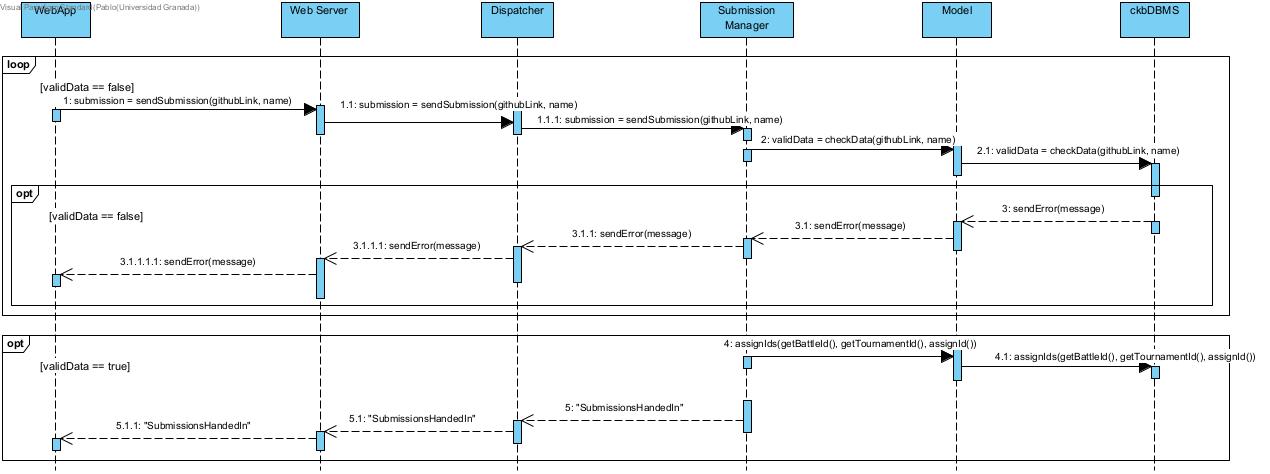 Visual Paradigm Standard(Pablo(Universidad Granada))
WebApp
Web Server
Dispatcher
Submission
Manager
Model
ckbDBMS
loop
[validData == false]
1: submission = sendSubmission(githubLink, name)
1.1: submission = sendSubmission(githubLink, name)
1.1.1: submission = sendSubmission(githubLink, name)
2: validData = checkData(githubLink, name)
2.1: validData = checkData(githubLink, name)
opt
[validData == false]
3: sendError(message)
3.1: sendError(message)
3.1.1: sendError(message)
3.1.1.1: sendError(message)
3.1.1.1.1: sendError(message)
opt
[validData == true]
4: assignIds(getBattleId(), getTournamentId(), assignId())
4.1: assignIds(getBattleId(), getTournamentId(), assignId())
5: "SubmissionsHandedIn"
5.1: "SubmissionsHandedIn"
5.1.1: "SubmissionsHandedIn"